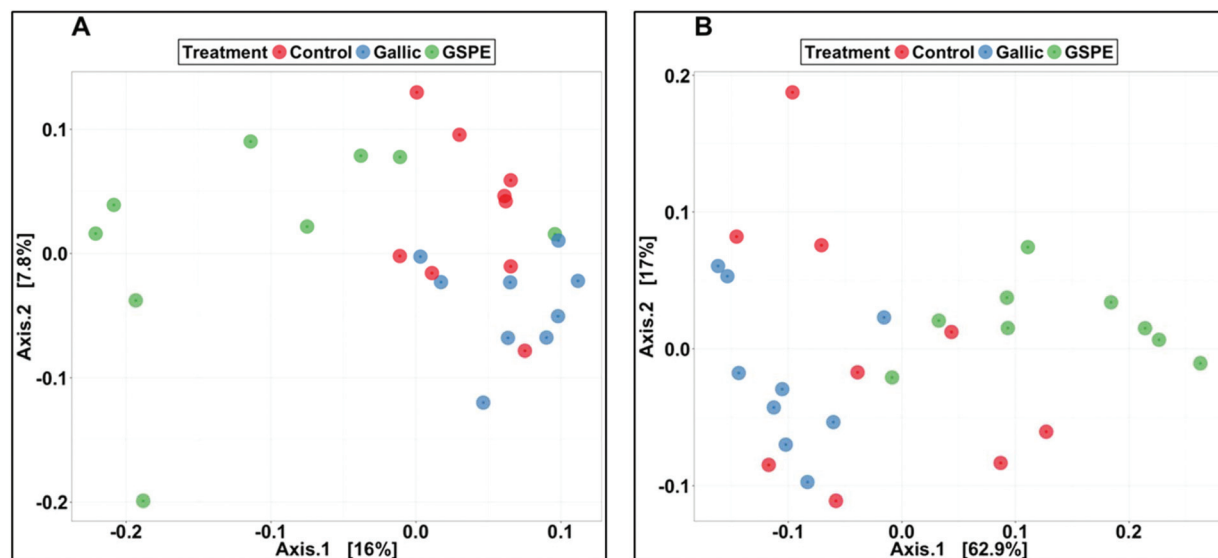 A
Treatment Control Gallic GSPE
0.1
0.0
-0.1
-0.2
Axis.2 [7.8%]
-0.2 -0.1 0.0 0.1
Axis.1 [16%]
B
Treatment Control Gallic GSPE
0.2
0.1
0.0
-0.1
Axis.2 [17%]
-0.1 0.0 0.1 0.2
Axis.1 [62.9%]